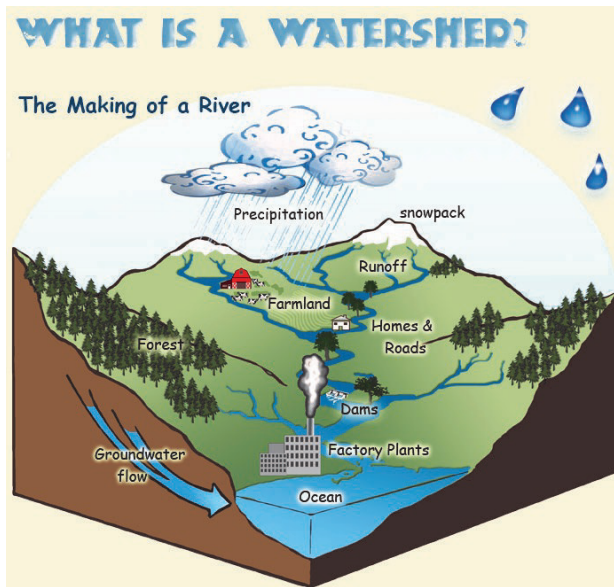 WHAT IS A WATERSHED?
The Making of a River
Precipitation
snowpack
Runoff
Farmland
Homes &
Roads
Forest
Dams
Groundwater
flow
Factory Plants
Ocean